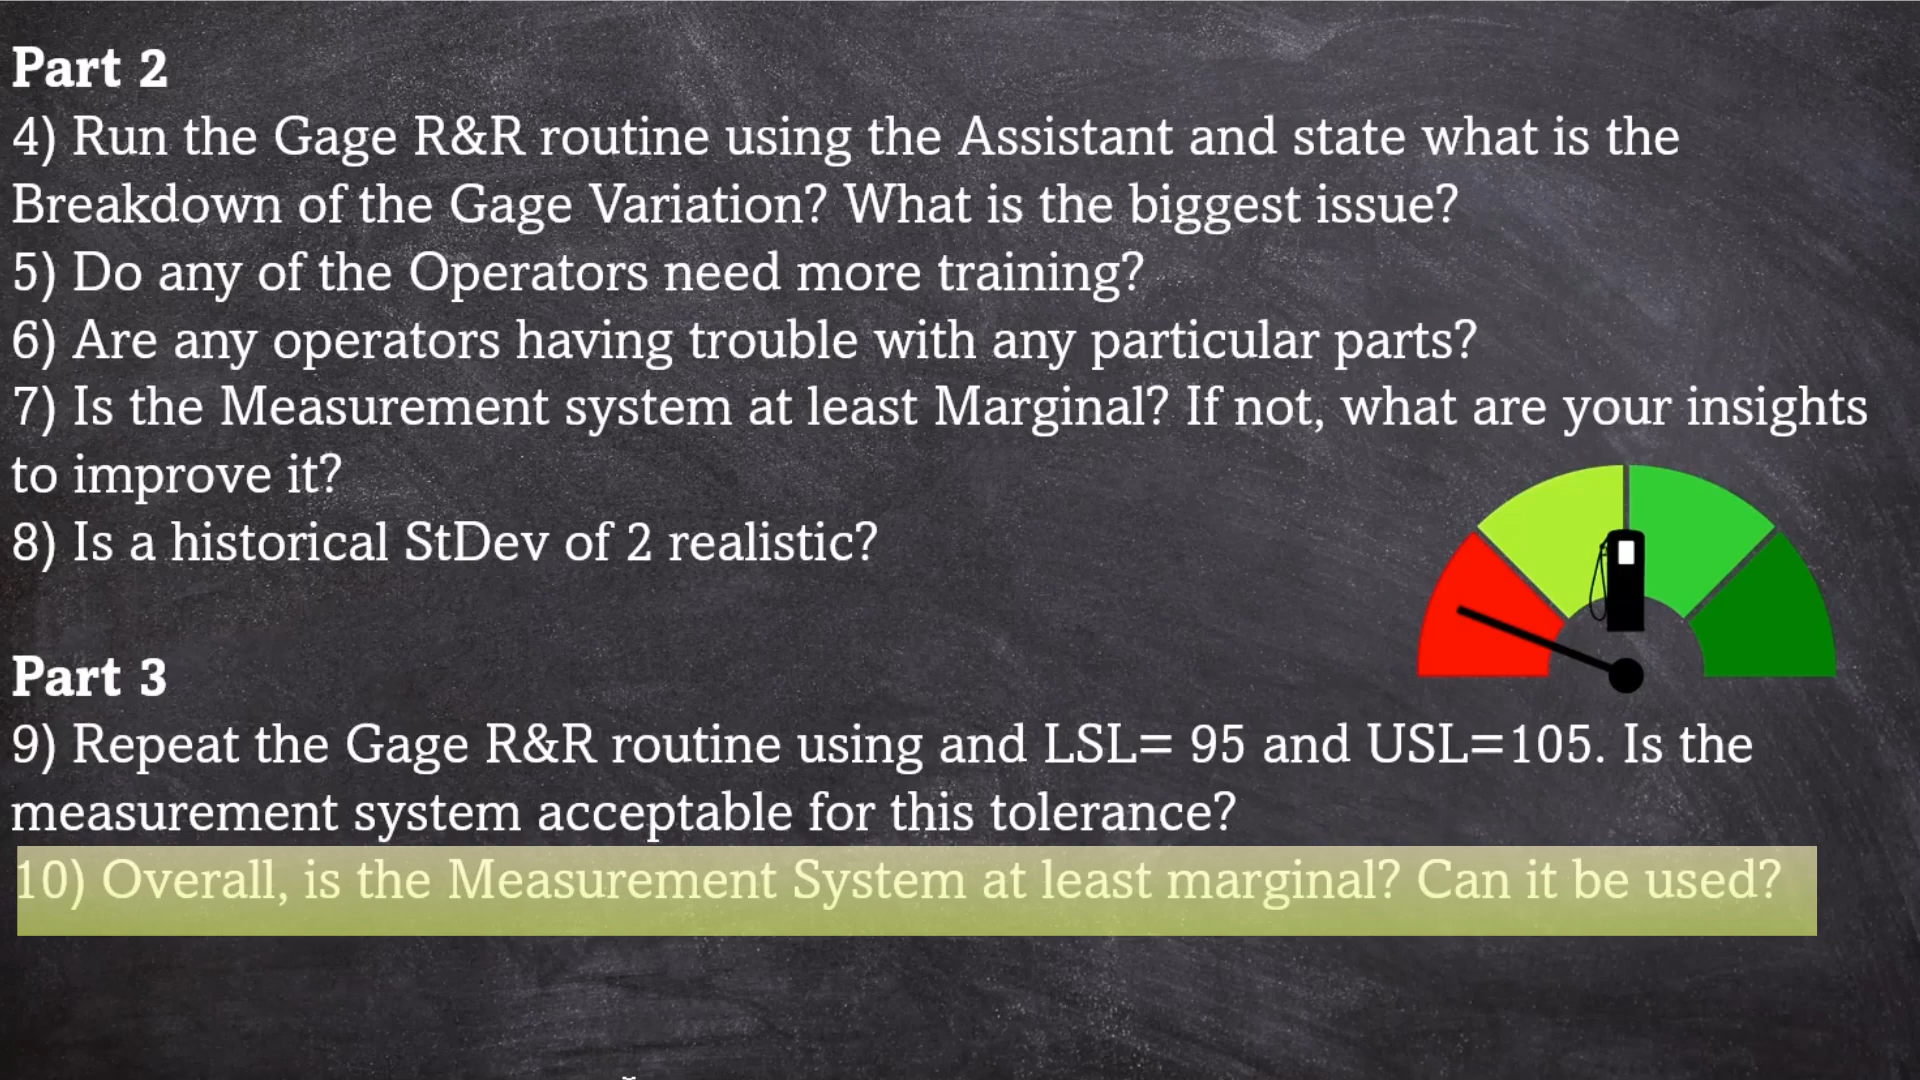 Part 2
4) Run the Gage R&R routine using the Assistant and state what is the
Breakdown of the Gage Variation? What is the biggest issue?
5) Do any of the Operators need more training?
6) Are any operators having trouble with any particular parts?
7) Is the Measurement system at least Marginal? If not, what are your insights
to improve it?
8) Is a historical StDev of 2 realistic?
Part 3
9) Repeat the Gage R&R routine using and LSL= 95 and USL=105. Is the
measurement system acceptable for this tolerance?
10) Overall, is the Measurement System at least marginal? Can it be used?